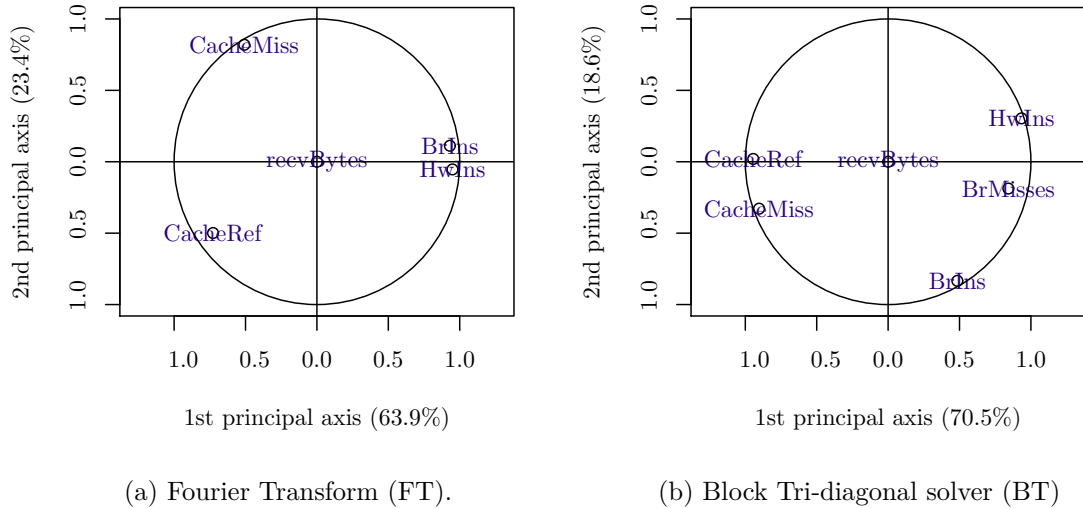 2nd principal axis (23.4%)
1.0
0.5
0.0
0.5
1.0
CacheMiss
BrIns
recvBytes
HwIns
CacheRef
1.0 0.5 0.0 0.5 1.0
1st principal axis (63.9%)
(a) Fourier Transform (FT).
2nd principal axis (18.6%)
1.0
0.5
0.0
0.5
1.0
HwIns
CacheRef recvBytes
BrMisses
CacheMiss
BrIns
1.0 0.5 0.0 0.5 1.0
1st principal axis (70.5%)
(b) Block Tri-diagonal solver (BT)